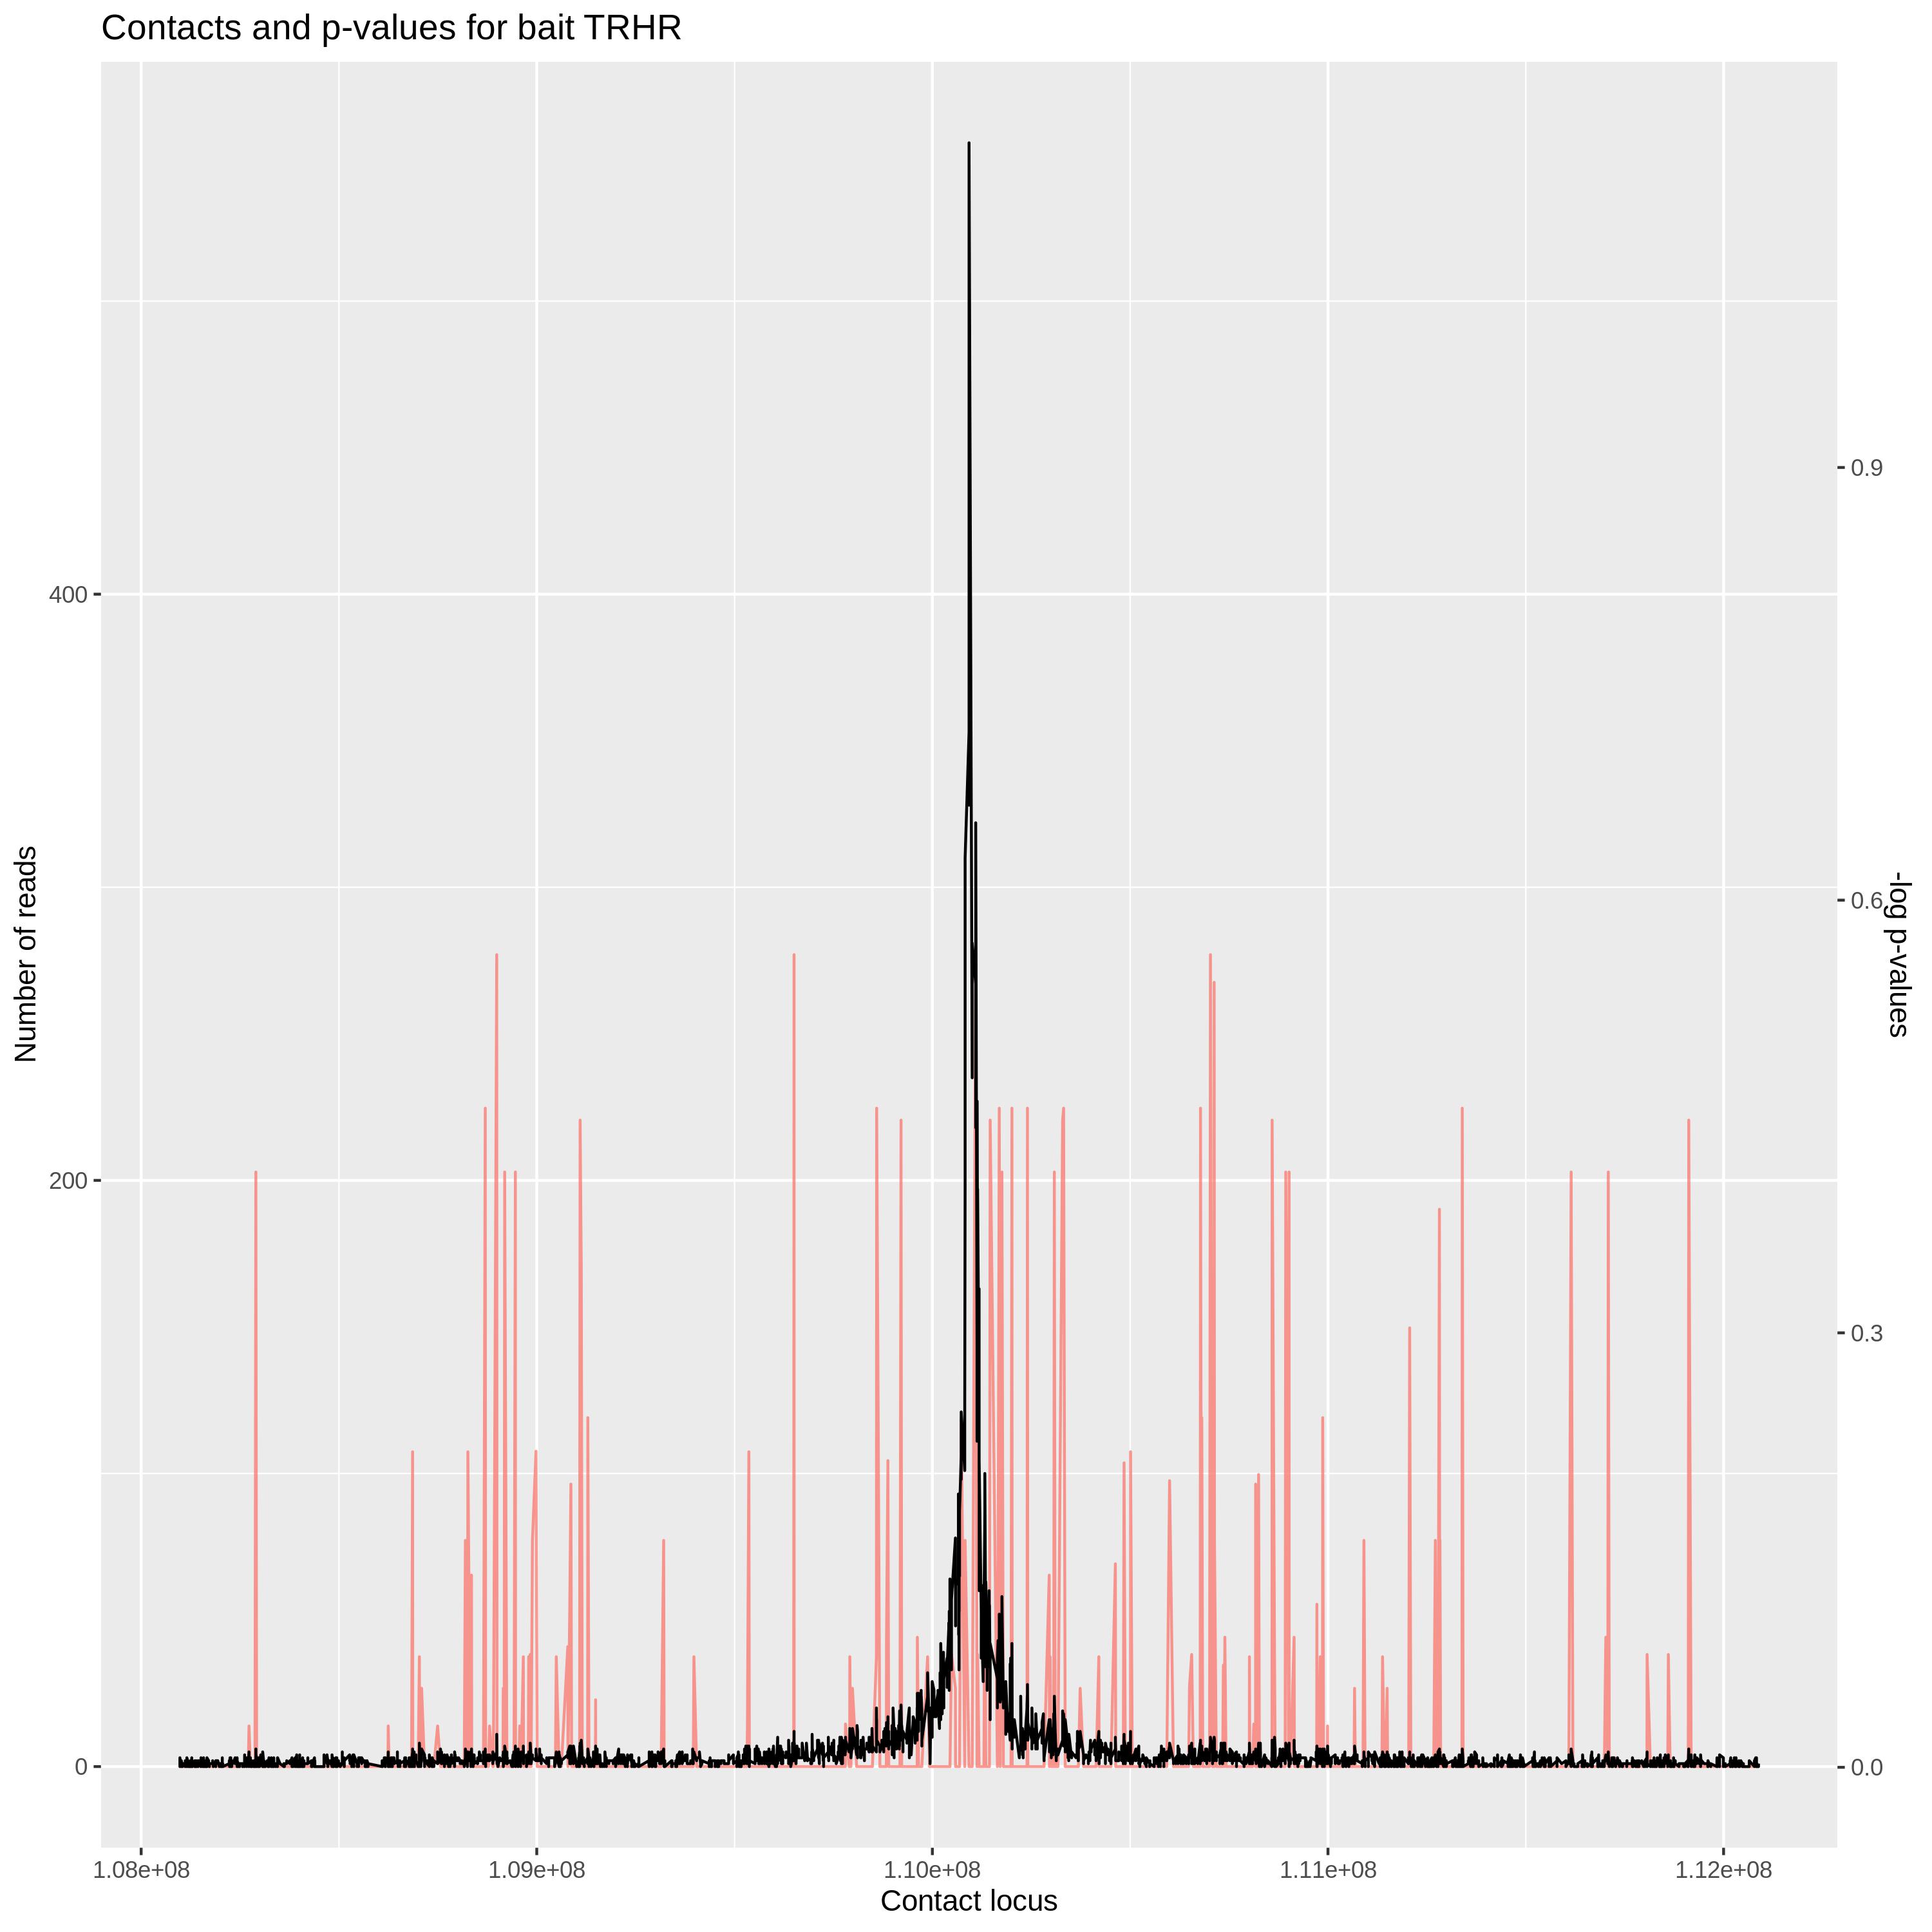 Contacts and p-values for bait TRHR
Number of reads
400
200
0
0.9
0.6
0.3
0.0
-log p-values
1.08e+08
1.09e+08
1.10e+08
1.11e+08
1.12e+08
Contact locus